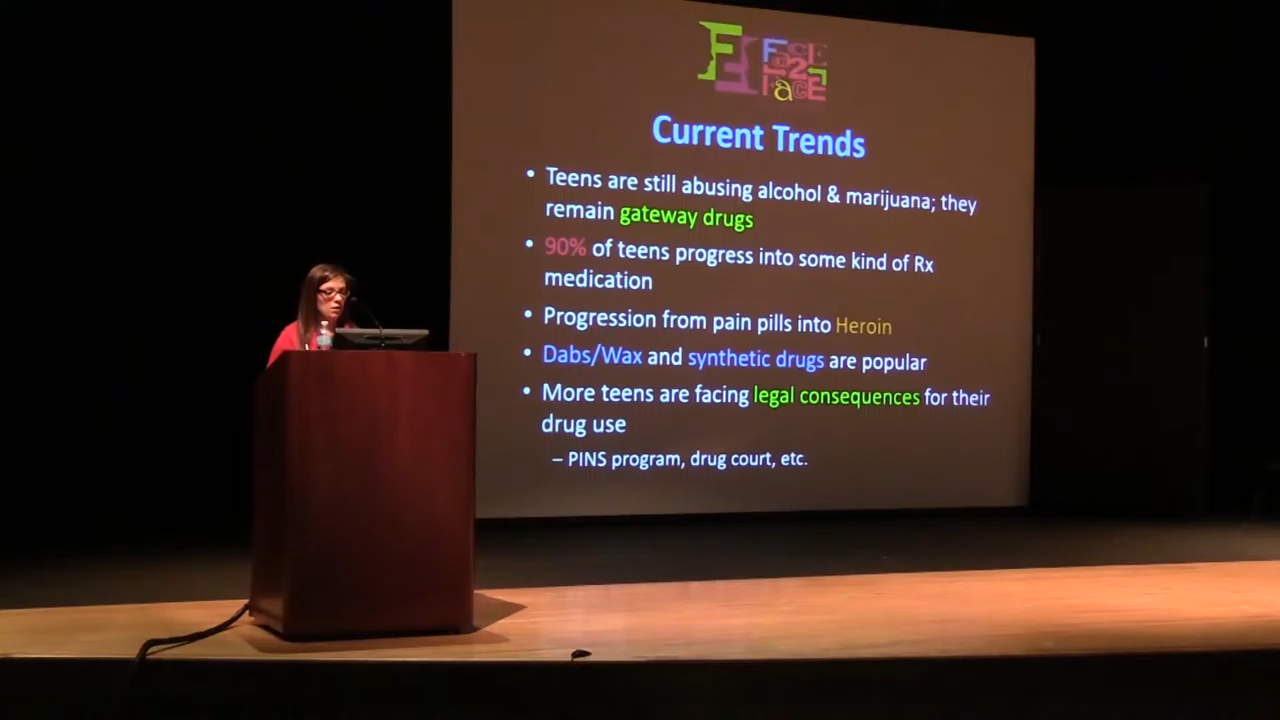 F
FacE
2
FacE
Current Trends
• Teens are still abusing alcohol & marijuana; they
remain gateway drugs
• 90% of teens progress into some kind of Rx
medication
• Progression from pain pills into Heroin
• Dabs/Wax and synthetic drugs are popular
• More teens are facing legal consequences for their
drug use
– PINS program, drug court, etc.